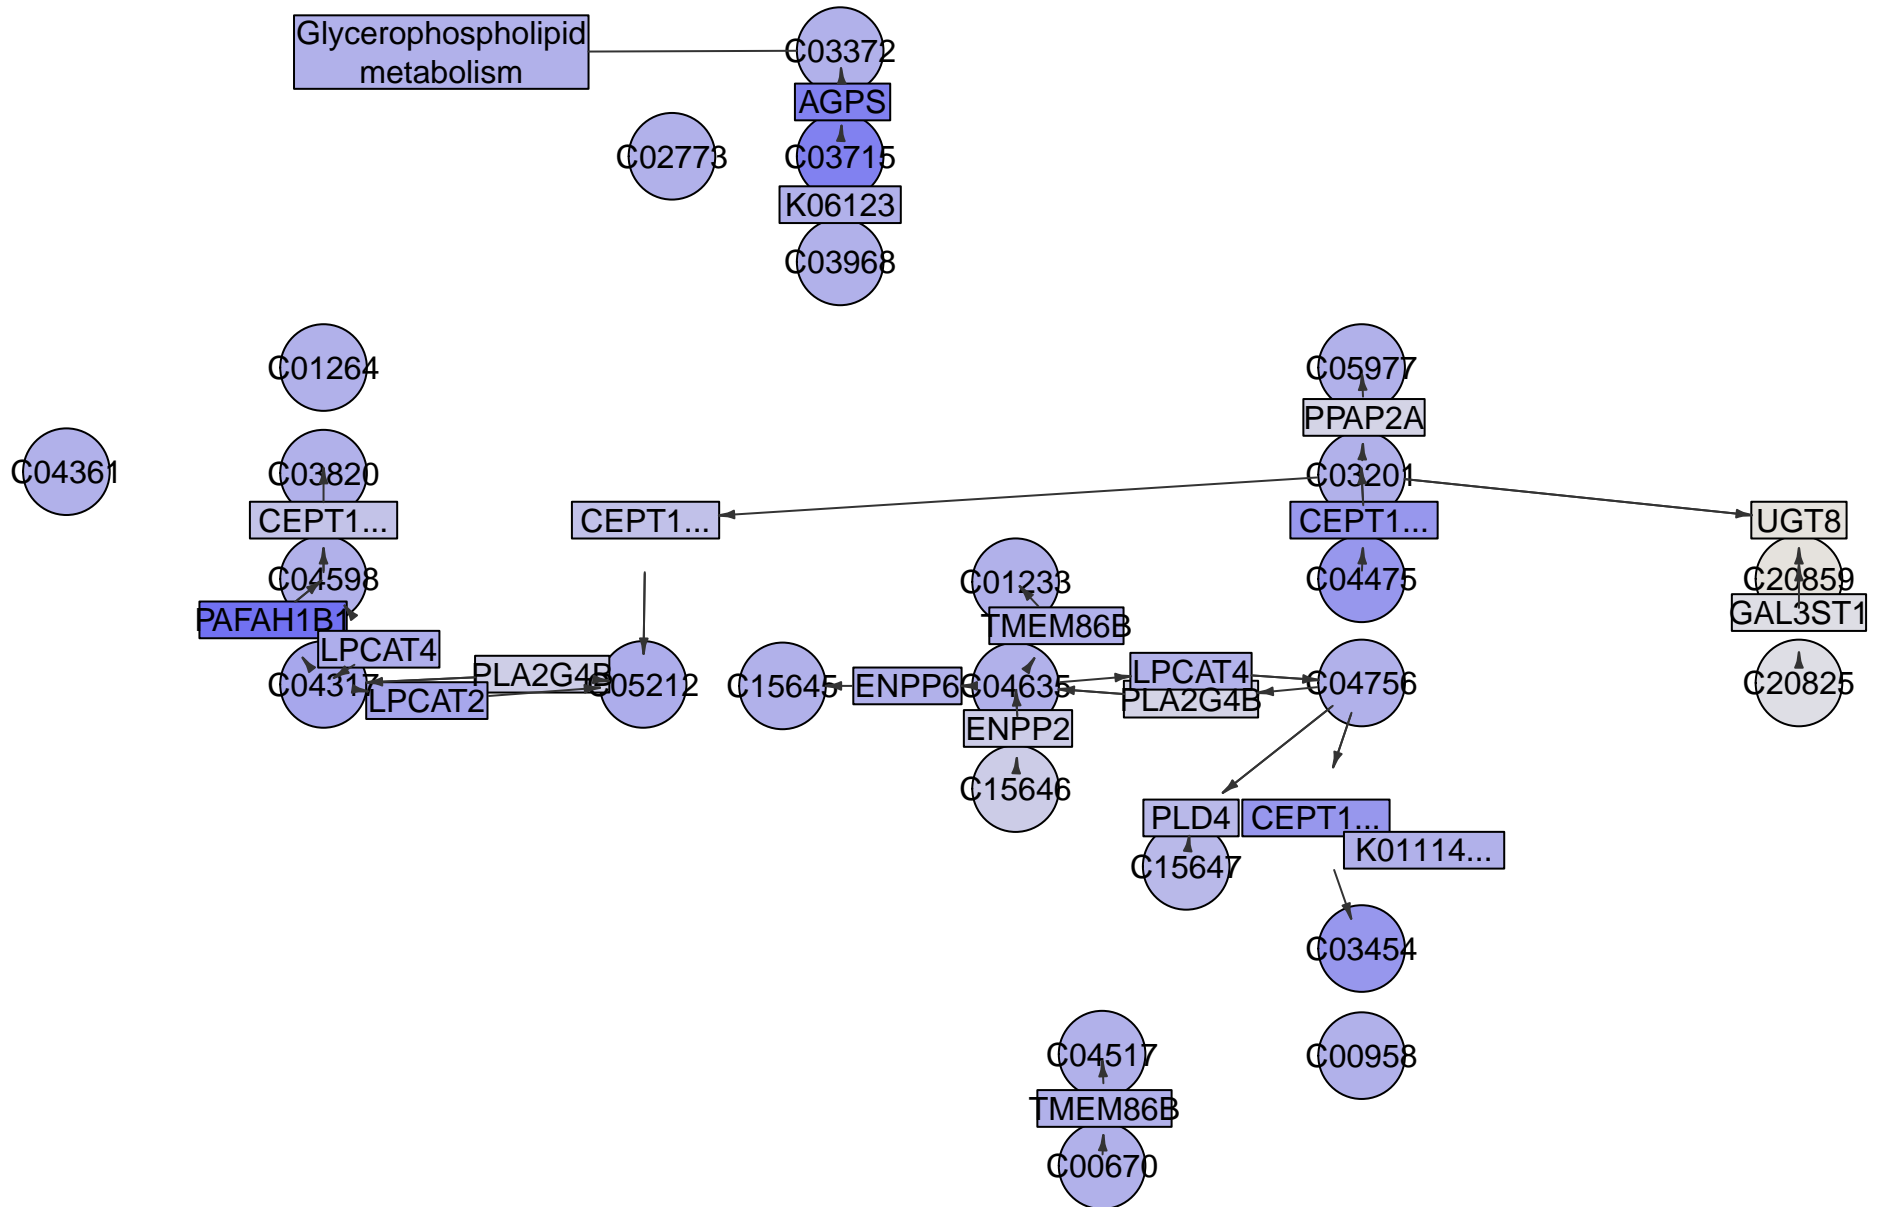 Glycerophospholipid
metabolism
C03372
AGPS
C02773
C03715
K06123
C03968
C01264
C05977
PPAP2A
C04361
C03820
C03201
CEPT1...
CEPT1...
CEPT1...
UGT8
C04598
C01233
C04475
C20859
PAFAH1B1
GAL3ST1
TMEM86B
LPCAT4
LPCAT4
PLA2G4B
C04317
C05212
C15645
ENPP6
C04635
PLA2G4B
C04756
C20825
LPCAT2
ENPP2
C15646
PLD4
CEPT1...
K01114...
C15647
C03454
C04517
C00958
TMEM86B
C00670